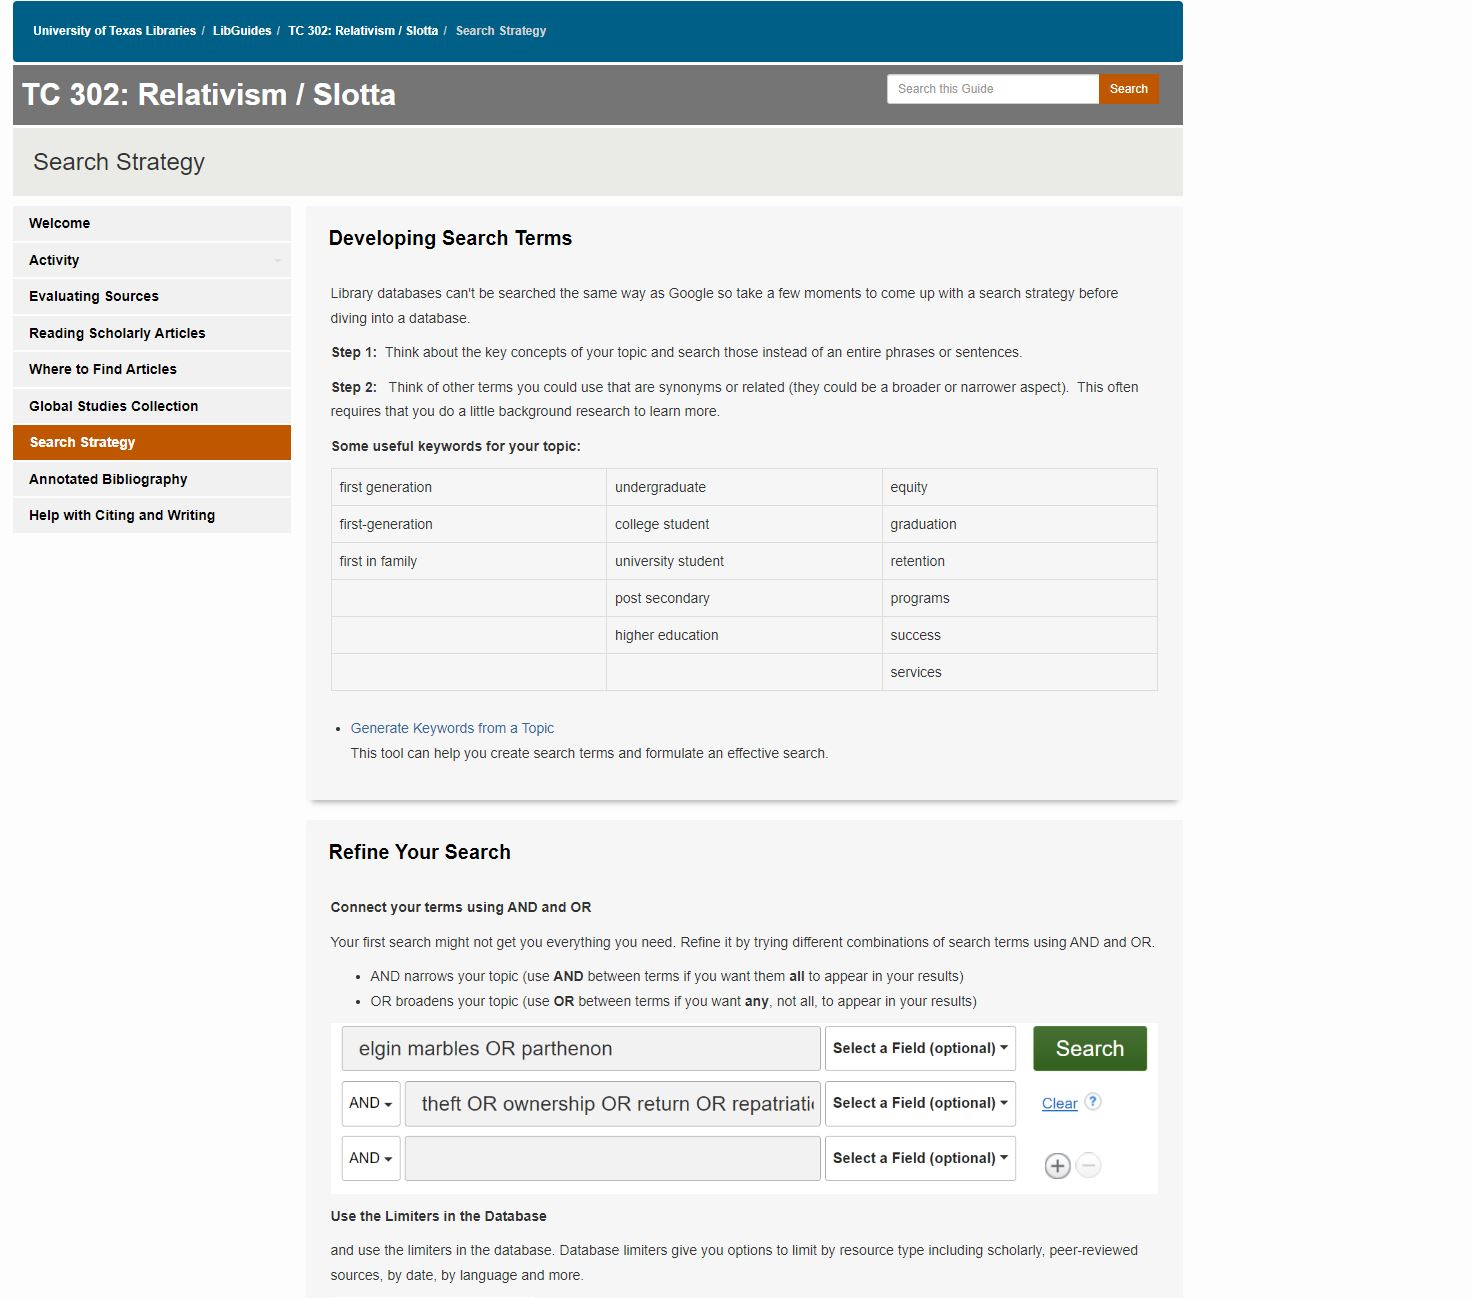 University of Texas Libraries / LibGuides / TC 302: Relativism / Slotta / Search Strategy
TC 302: Relativism / Slotta
Search this Guide
Search
Search Strategy
Welcome
Activity
Evaluating Sources
Reading Scholarly Articles
Where to Find Articles
Global Studies Collection
Search Strategy
Annotated Bibliography
Help with Citing and Writing
Developing Search Terms
Library databases can't be searched the same way as Google so take a few moments to come up with a search strategy before
diving into a database.
Step 1: Think about the key concepts of your topic and search those instead of an entire phrases or sentences.
Step 2: Think of other terms you could use that are synonyms or related (they could be a broader or narrower aspect). This often
requires that you do a little background research to learn more.
Some useful keywords for your topic:
first generation undergraduate equity
first-generation college student graduation
first in family university student retention
post secondary programs
higher education success
services
• Generate Keywords from a Topic
This tool can help you create search terms and formulate an effective search.
Refine Your Search
Connect your terms using AND and OR
Your first search might not get you everything you need. Refine it by trying different combinations of search terms using AND and OR.
• AND narrows your topic (use AND between terms if you want them all to appear in your results)
• OR broadens your topic (use OR between terms if you want any, not all, to appear in your results)
elgin marbles OR parthenon Select a Field (optional) Search
AND theft OR ownership OR return OR repatriati Select a Field (optional) Clear ?
AND Select a Field (optional)
Use the Limiters in the Database
and use the limiters in the database. Database limiters give you options to limit by resource type including scholarly, peer-reviewed
sources, by date, by language and more.